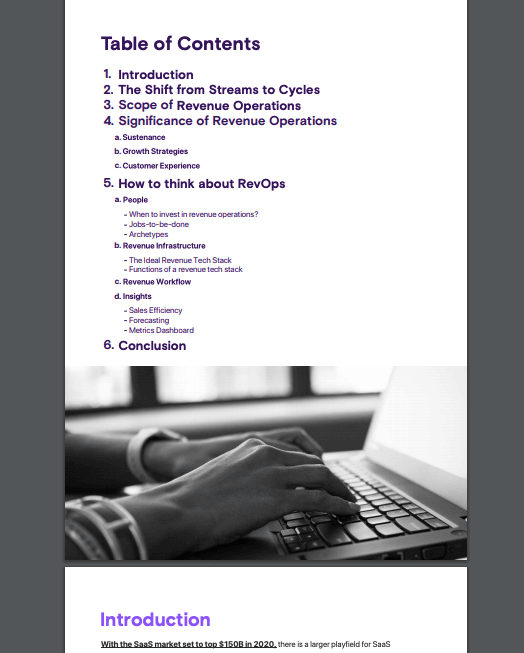 Table of Contents
1. Introduction
2. The Shift from Streams to Cycles
3. Scope of Revenue Operations
4. Significance of Revenue Operations
a. Sustenance
b. Growth Strategies
c. Customer Experience
5. How to think about RevOps
a. People
- When to invest in revenue operations?
- Jobs-to-be-done
- Archetypes
b. Revenue Infrastructure
- The Ideal Revenue Tech Stack
- Functions of a revenue tech stack
c. Revenue Workflow
d. Insights
- Sales Efficiency
- Forecasting
- Metrics Dashboard
6. Conclusion
Introduction
With the SaaS market set to top $150B in 2020, there is a larger playfield for SaaS